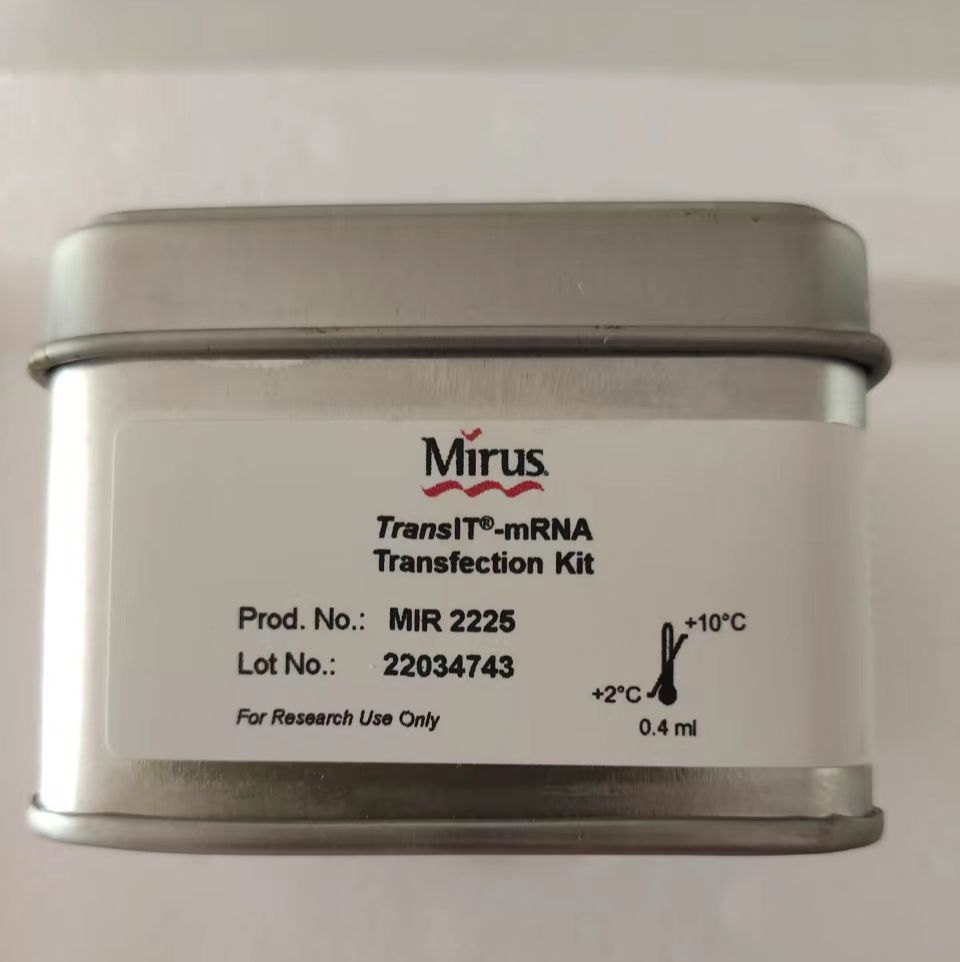 Mirus.
TransIT®-mRNA
Transfection Kit
Prod. No.: MIR 2225
Lot No.: 22034743
For Research Use Only
+10°C
+2°C
0.4 ml